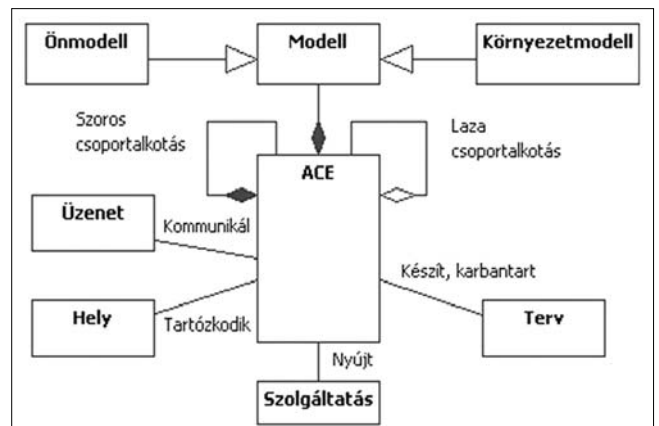 Önmodell
Modell
Környezetmodell
Szoros
csoportalkotás
Laza
csoportalkotás
ACE
Üzenet
Kommunikál
Készít, karbantart
Hely
Tartózkodik
Terv
Nyújt
Szolgáltatás